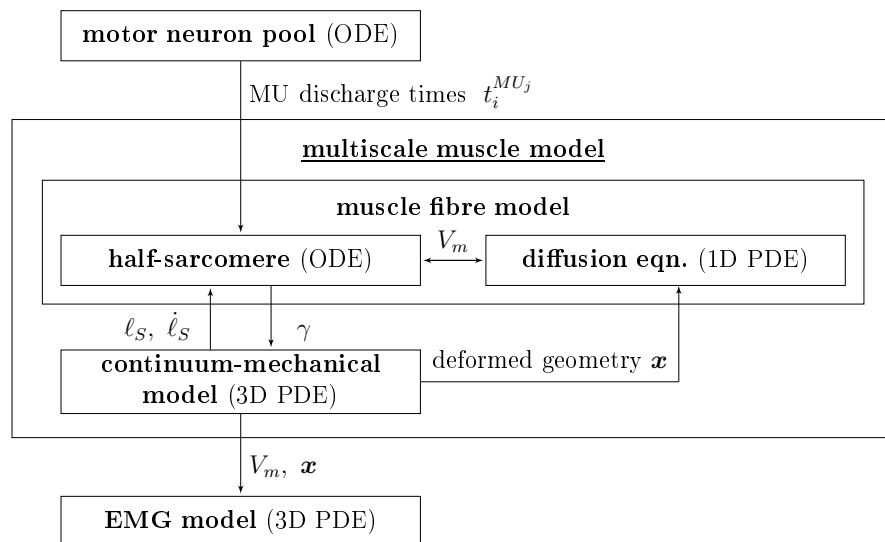 motor neuron pool (ODE)
MU discharge times $t_i^{MU_j}$
multiscale muscle model
muscle fibre model
half-sarcomere (ODE)
$V_m$
diffusion eqn. (1D PDE)
$\ell_S, \dot{\ell}_S$
$\gamma$
continuum-mechanical
model (3D PDE)
deformed geometry $\boldsymbol{x}$
$V_m, \boldsymbol{x}$
EMG model (3D PDE)